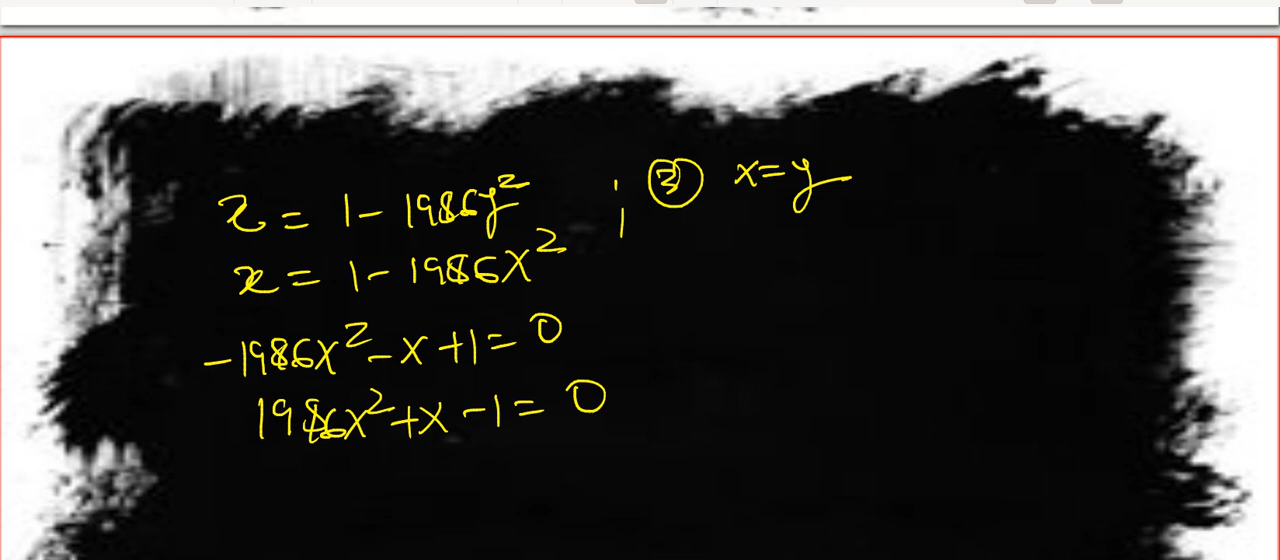 x = 1 - 1986y² ; ③ x = y
x = 1 - 1986x²
-1986x² - x + 1 = 0
1986x² + x - 1 = 0